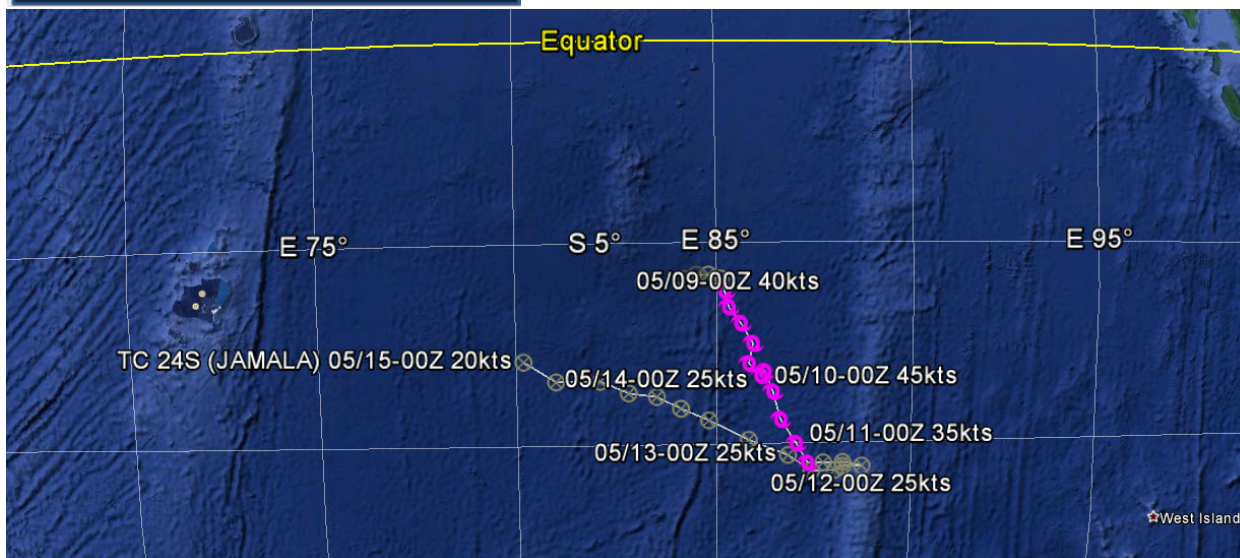 Equator
E 75°
S 5°
E 85°
E 95°
05/09-00Z 40kts
TC 24S (JAMALA) 05/15-00Z 20kts
05/14-00Z 25kts
05/10-00Z 45kts
05/11-00Z 35kts
05/13-00Z 25kts
05/12-00Z 25kts
West Island